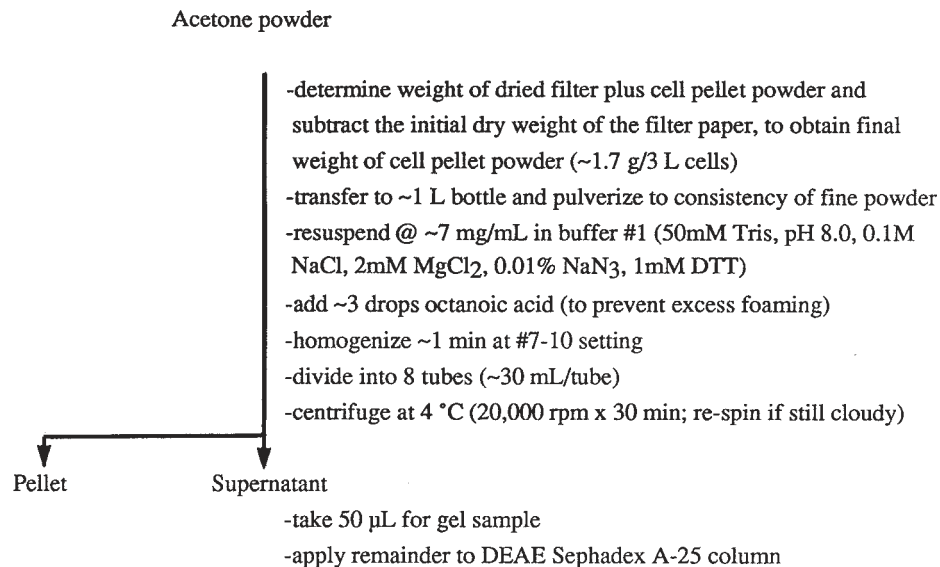 Acetone powder
-determine weight of dried filter plus cell pellet powder and
subtract the initial dry weight of the filter paper, to obtain final
weight of cell pellet powder (~1.7 g/3 L cells)
-transfer to ~1 L bottle and pulverize to consistency of fine powder
-resuspend @ ~7 mg/mL in buffer #1 (50mM Tris, pH 8.0, 0.1M
NaCl, 2mM MgCl2, 0.01% NaN3, 1mM DTT)
-add ~3 drops octanoic acid (to prevent excess foaming)
-homogenize ~1 min at #7-10 setting
-divide into 8 tubes (~30 mL/tube)
-centrifuge at 4 °C (20,000 rpm x 30 min; re-spin if still cloudy)
Pellet
Supernatant
-take 50 µL for gel sample
-apply remainder to DEAE Sephadex A-25 column